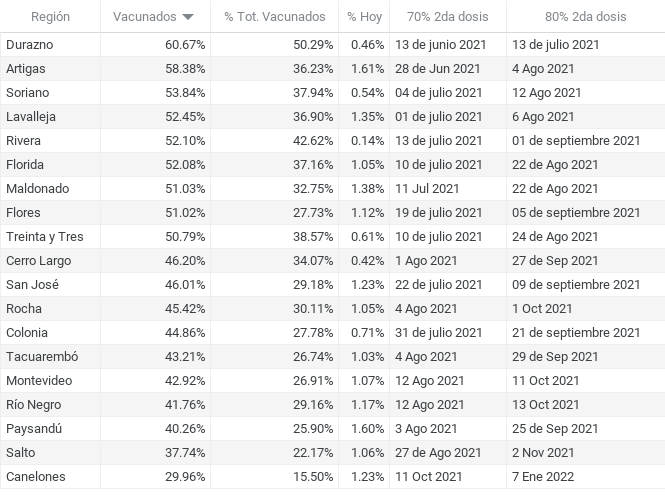 Región Vacunados % Tot. Vacunados % Hoy 70% 2da dosis 80% 2da dosis
Durazno 60.67% 50.29% 0.46% 13 de junio 2021 13 de julio 2021
Artigas 58.38% 36.23% 1.61% 28 de Jun 2021 4 Ago 2021
Soriano 53.84% 37.94% 0.54% 04 de julio 2021 12 Ago 2021
Lavalleja 52.45% 36.90% 1.35% 01 de julio 2021 6 Ago 2021
Rivera 52.10% 42.62% 0.14% 13 de julio 2021 01 de septiembre 2021
Florida 52.08% 37.16% 1.05% 10 de julio 2021 22 de Ago 2021
Maldonado 51.03% 32.75% 1.38% 11 Jul 2021 22 de Ago 2021
Flores 51.02% 27.73% 1.12% 19 de julio 2021 05 de septiembre 2021
Treinta y Tres 50.79% 38.57% 0.61% 10 de julio 2021 24 de Ago 2021
Cerro Largo 46.20% 34.07% 0.42% 1 Ago 2021 27 de Sep 2021
San José 46.01% 29.18% 1.23% 22 de julio 2021 09 de septiembre 2021
Rocha 45.42% 30.11% 1.05% 4 Ago 2021 1 Oct 2021
Colonia 44.86% 27.78% 0.71% 31 de julio 2021 21 de septiembre 2021
Tacuarembó 43.21% 26.74% 1.03% 4 Ago 2021 29 de Sep 2021
Montevideo 42.92% 26.91% 1.07% 12 Ago 2021 11 Oct 2021
Río Negro 41.76% 29.16% 1.17% 12 Ago 2021 13 Oct 2021
Paysandú 40.26% 25.90% 1.60% 3 Ago 2021 25 de Sep 2021
Salto 37.74% 22.17% 1.06% 27 de Ago 2021 2 Nov 2021
Canelones 29.96% 15.50% 1.23% 11 Oct 2021 7 Ene 2022